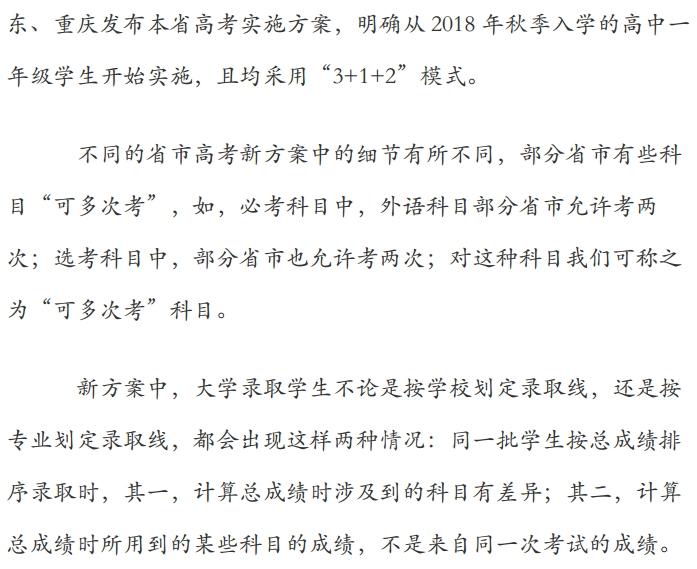 东、重庆发布本省高考实施方案，明确从 2018 年秋季入学的高中一
年级学生开始实施，且均采用“3+1+2”模式。
不同的省市高考新方案中的细节有所不同，部分省市有些科
目“可多次考”，如，必考科目中，外语科目部分省市允许考两
次；选考科目中，部分省市也允许考两次；对这种科目我们可称之
为“可多次考”科目。
新方案中，大学录取学生不论是按学校划定录取线，还是按
专业划定录取线，都会出现这样两种情况：同一批学生按总成绩排
序录取时，其一，计算总成绩时涉及到的科目有差异；其二，计算
总成绩时所用到的某些科目的成绩，不是来自同一次考试的成绩。